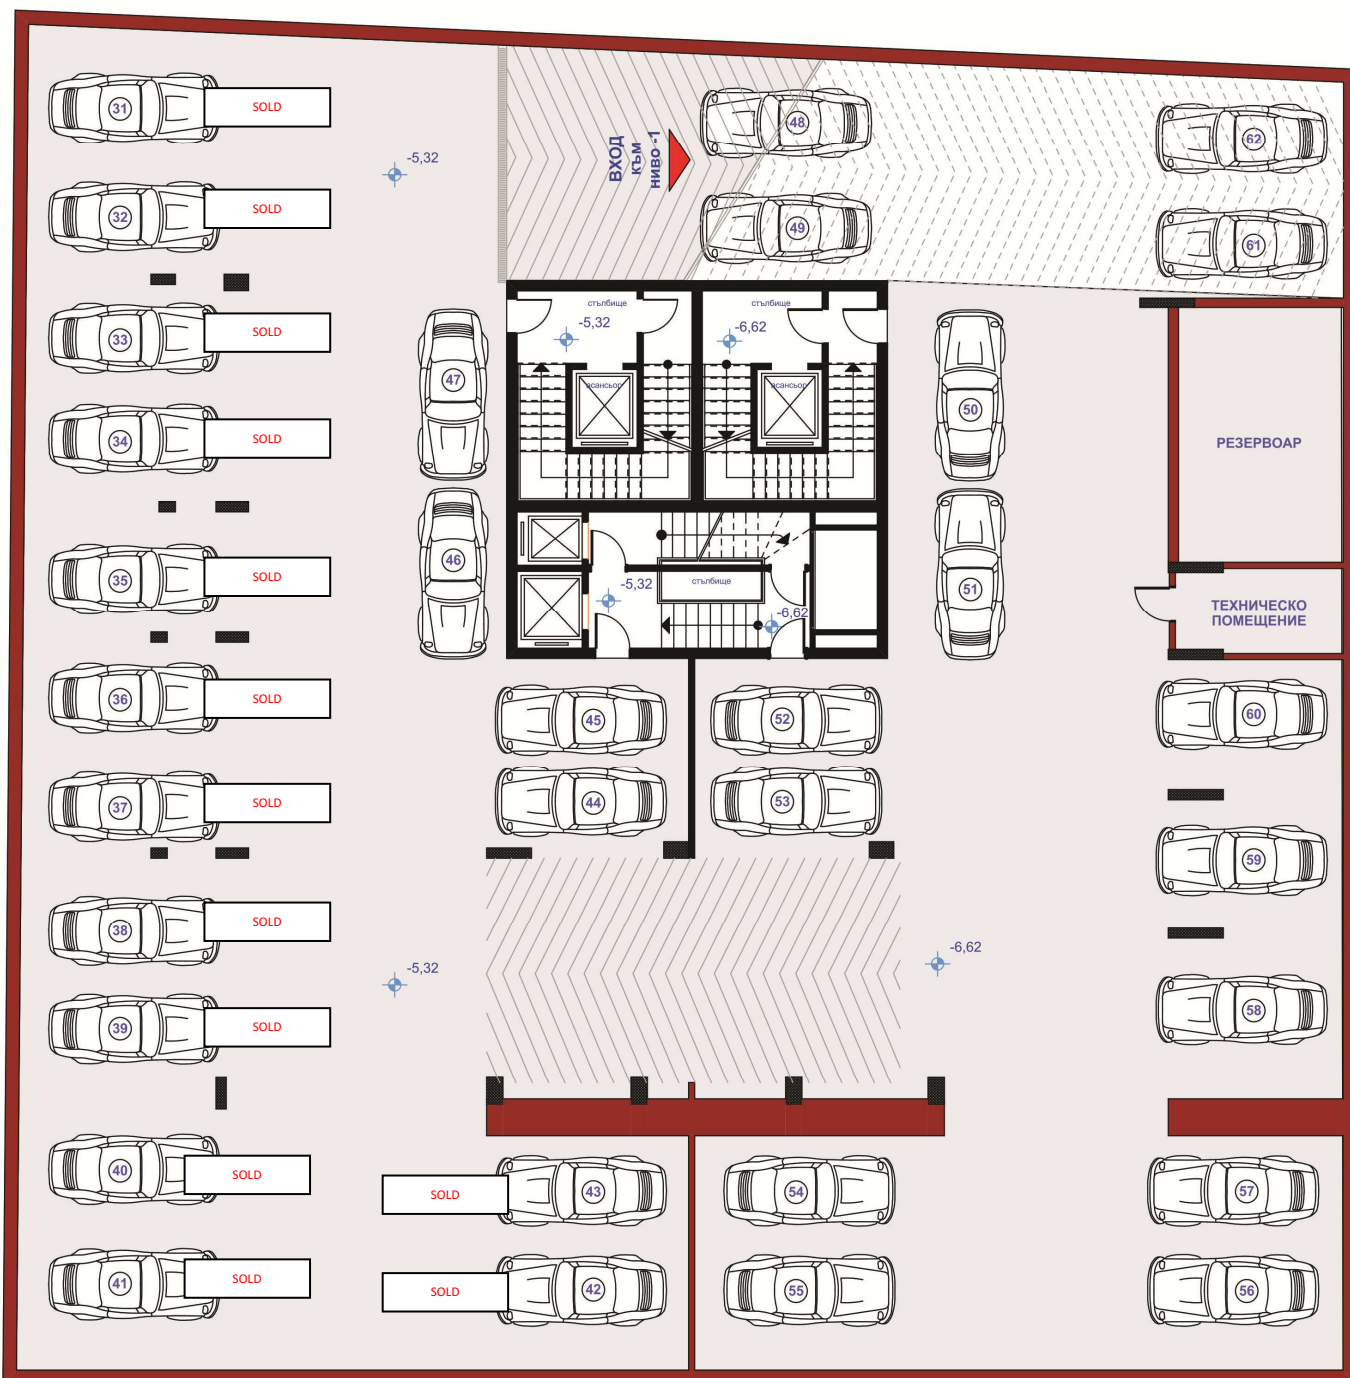 31 SOLD
-5,32
ВХОД
към
ниво -1
48
62
32 SOLD
49
61
33 SOLD
стълбище
-5,32
стълбище
-6,62
47
асансьор
асансьор
50
34 SOLD
РЕЗЕРВОАР
35 SOLD
46
-5,32
стълбище
-6,62
51
ТЕХНИЧЕСКО
ПОМЕЩЕНИЕ
36 SOLD
45
52
60
37 SOLD
44
53
59
38 SOLD
-5,32
-6,62
39 SOLD
58
40 SOLD
SOLD 43
54
57
41 SOLD
SOLD 42
55
56